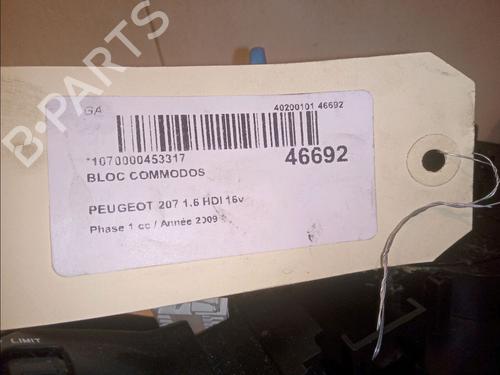 GA
40200101 46692
*1070000453317
46692
BLOC COMMODOS
PEUGEOT 207 1.6 HDI 16v
Phase 1 cc / Année 2009
B-PARTS
LIMIT